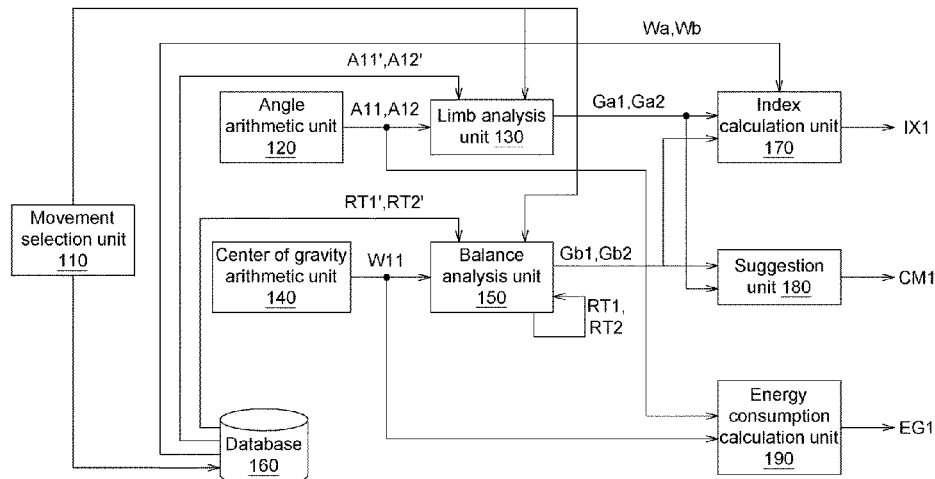 Wa,Wb
A11',A12'
Angle
arithmetic unit
120
A11,A12
Limb analysis
unit 130
Ga1,Ga2
Index
calculation unit
170
IX1
Movement
selection unit
110
RT1',RT2'
Center of gravity
arithmetic unit
140
W11
Balance
analysis unit
150
Gb1,Gb2
RT1,
RT2
Suggestion
unit 180
CM1
Database
160
Energy
consumption
calculation unit
190
EG1